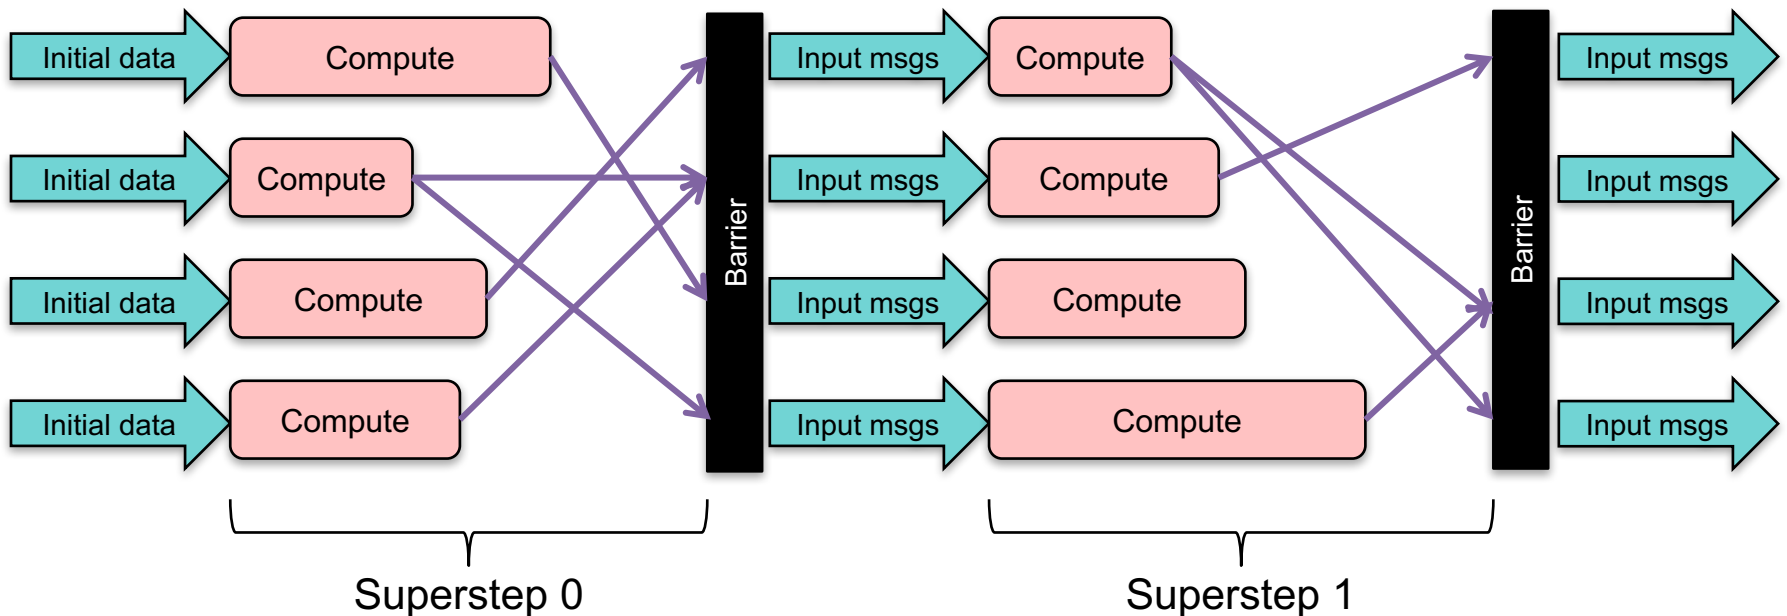 Initial data
Compute
Input msgs
Compute
Input msgs
Initial data
Compute
Input msgs
Compute
Input msgs
Barrier
Barrier
Initial data
Compute
Input msgs
Compute
Input msgs
Initial data
Compute
Input msgs
Compute
Input msgs
Superstep 0
Superstep 1